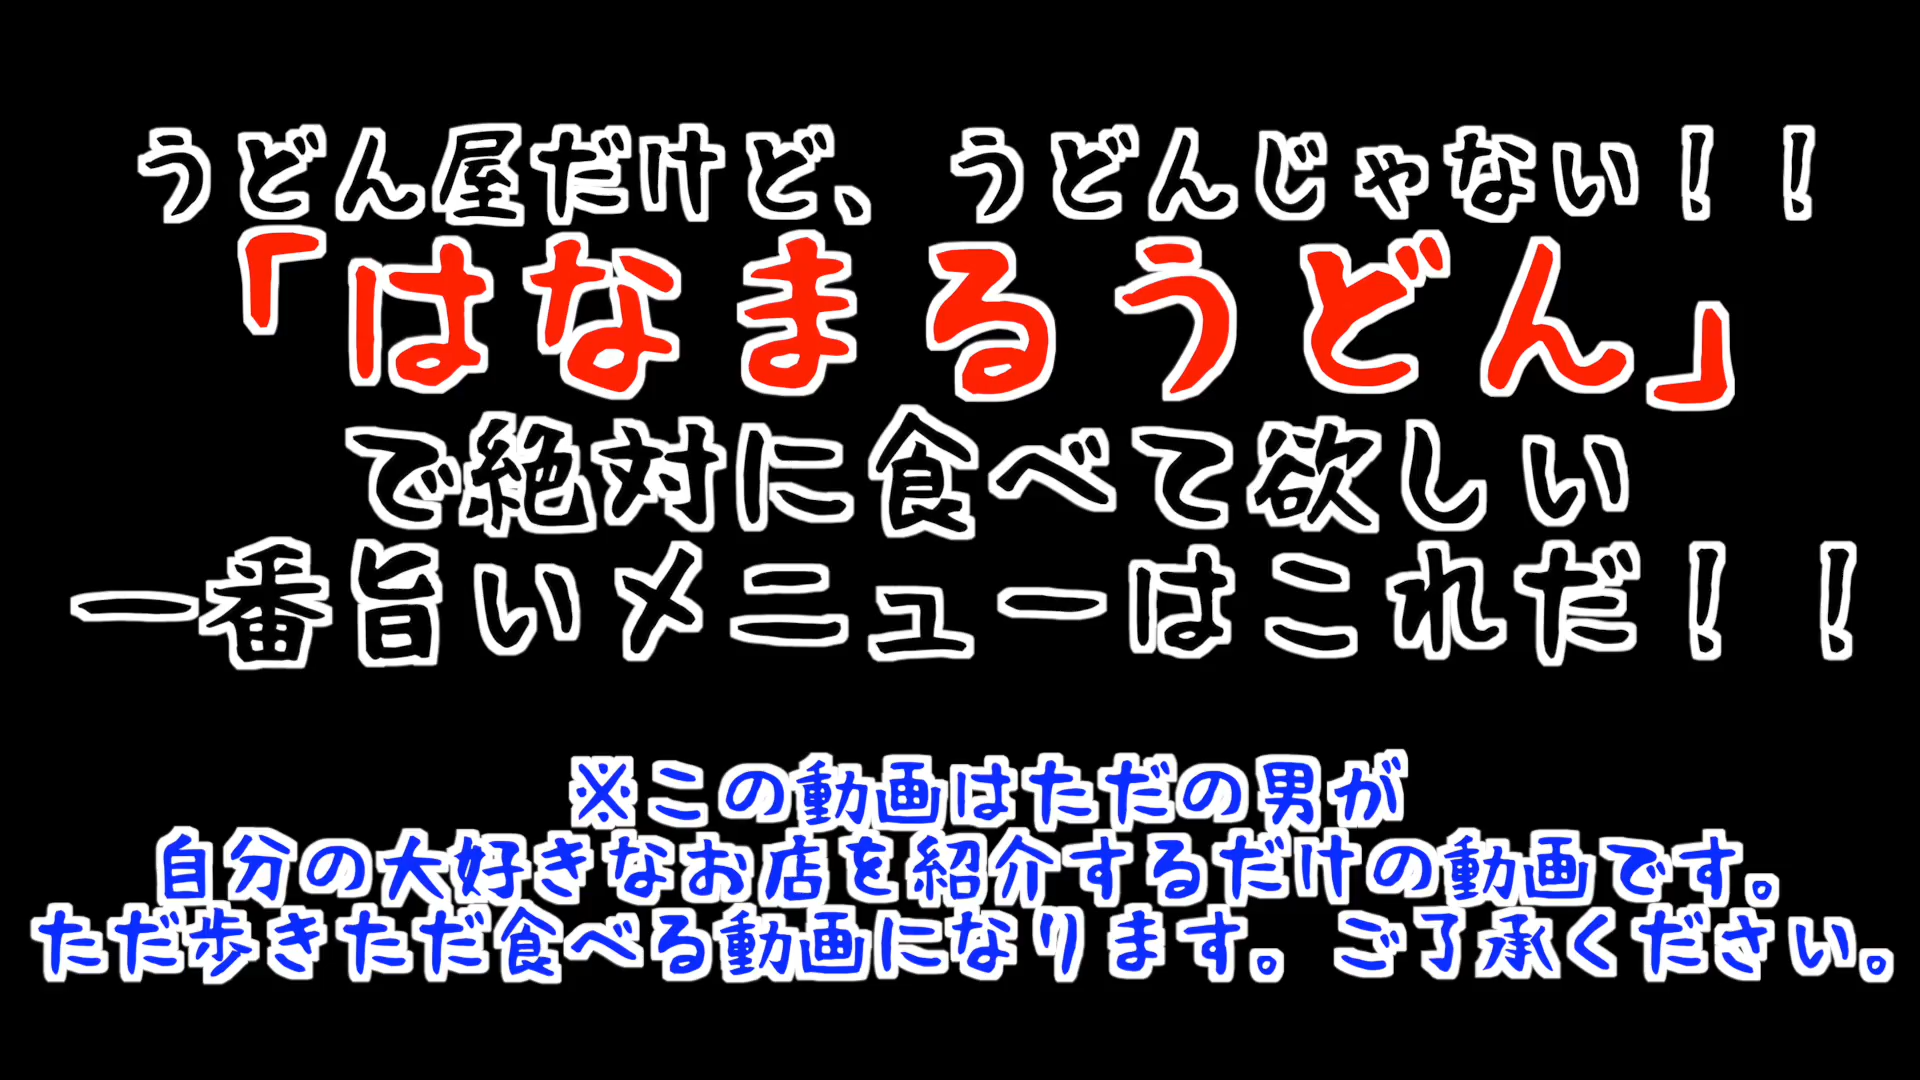 うどん屋だけど、うどんじゃない！！
「はなまるうどん」
で絶対に食べて欲しい
一番旨いメニューはこれだ！！
※この動画はただの男が
自分の大好きなお店を紹介するだけの動画です。
ただ歩きただ食べる動画になります。ご了承ください。